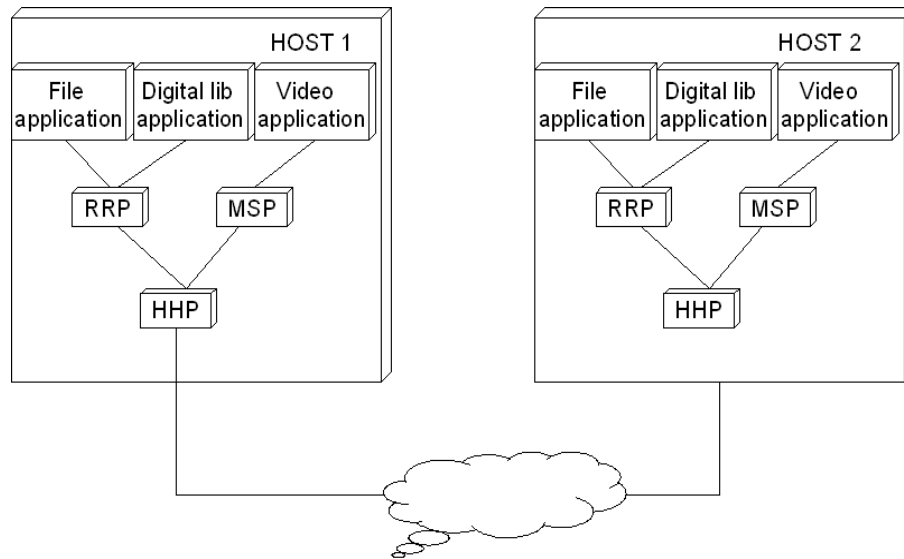 HOST 1
File application
Digital lib application
Video application
RRP
MSP
HHP
HOST 2
File application
Digital lib application
Video application
RRP
MSP
HHP